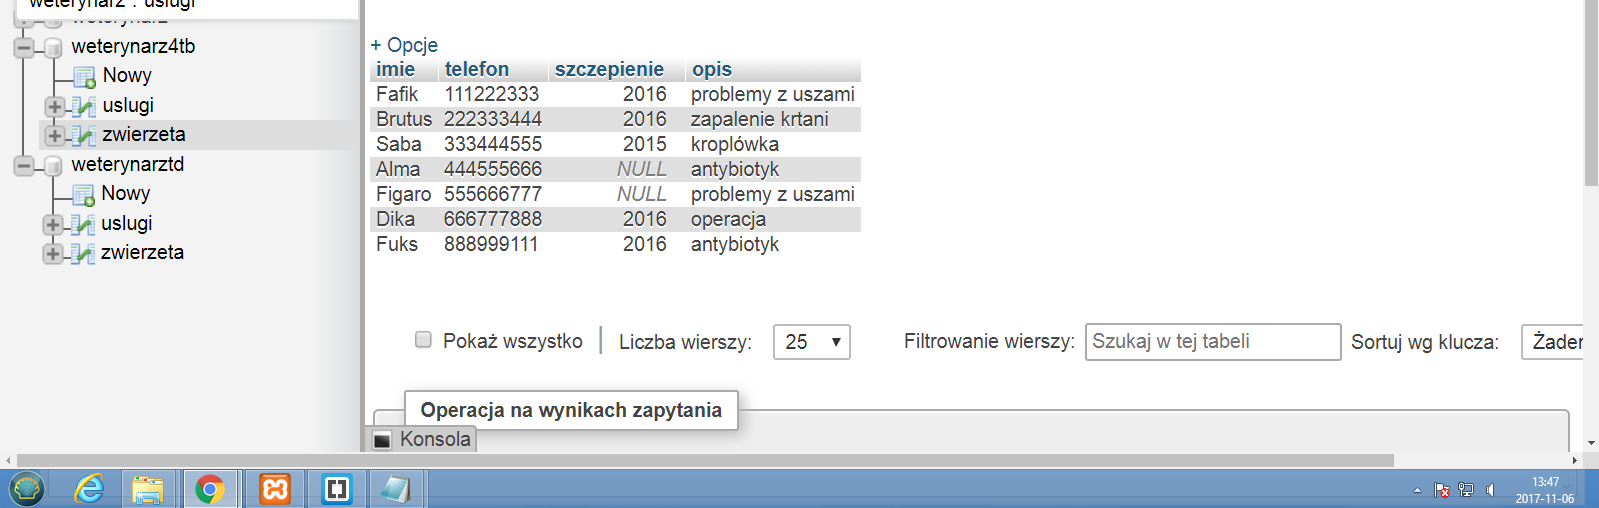 weterynarz . usługi
weterynarz
weterynarz4tb
Nowy
uslugi
zwierzeta
weterynarztd
Nowy
uslugi
zwierzeta
+ Opcje
imie telefon szczepienie opis
Fafik 111222333 2016 problemy z uszami
Brutus 222333444 2016 zapalenie krtani
Saba 333444555 2015 kroplówka
Alma 444555666 NULL antybiotyk
Figaro 555666777 NULL problemy z uszami
Dika 666777888 2016 operacja
Fuks 888999111 2016 antybiotyk
Pokaż wszystko Liczba wierszy: 25 Filtrowanie wierszy: Szukaj w tej tabeli Sortuj wg klucza: Żaden
Operacja na wynikach zapytania
Konsola
13:47
2017-11-06